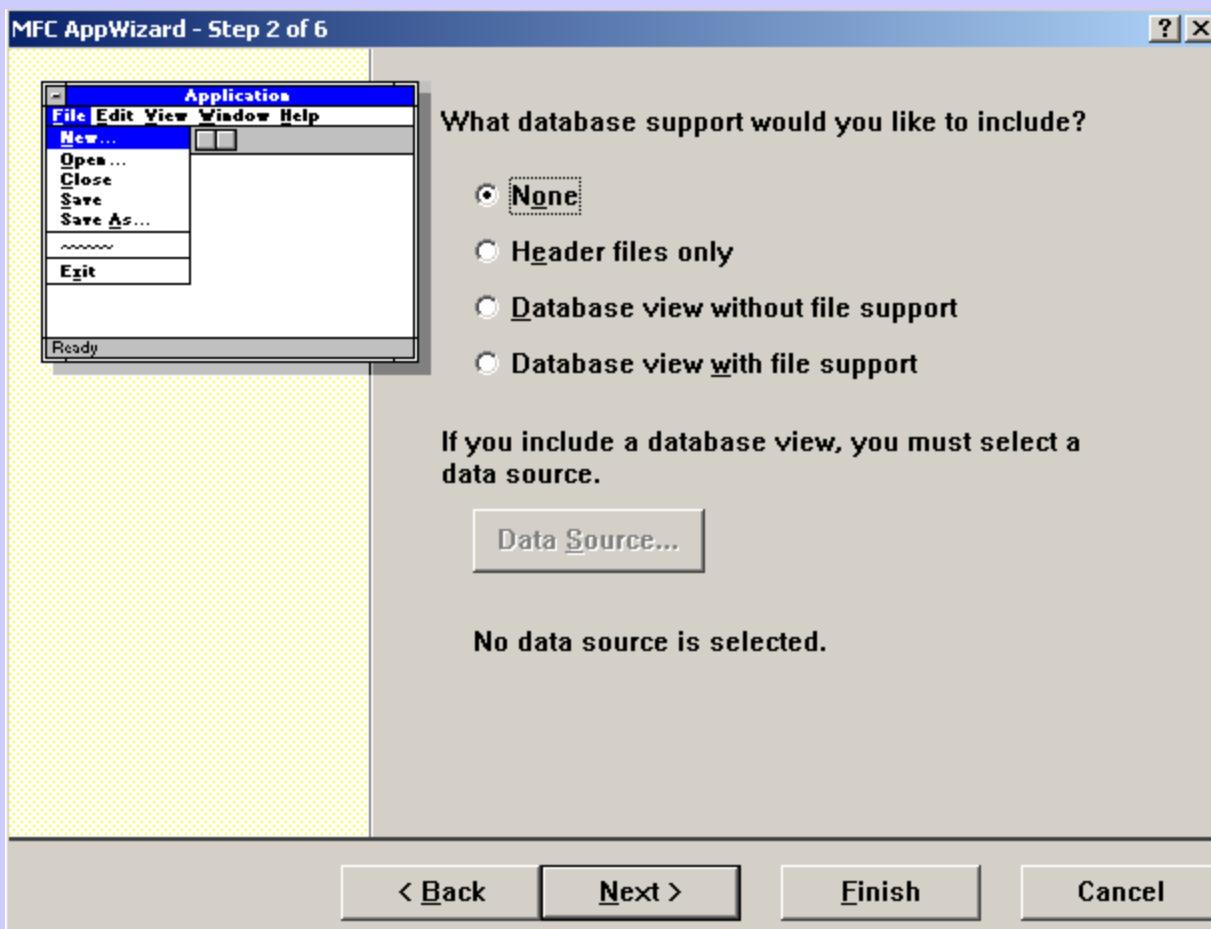 MFC AppWizard - Step 2 of 6
Application
File Edit View Window Help
New...
Open...
Close
Save
Save As...
Exit
Ready
What database support would you like to include?
None
Header files only
Database view without file support
Database view with file support
If you include a database view, you must select a
data source.
Data Source...
No data source is selected.
< Back
Next >
Finish
Cancel